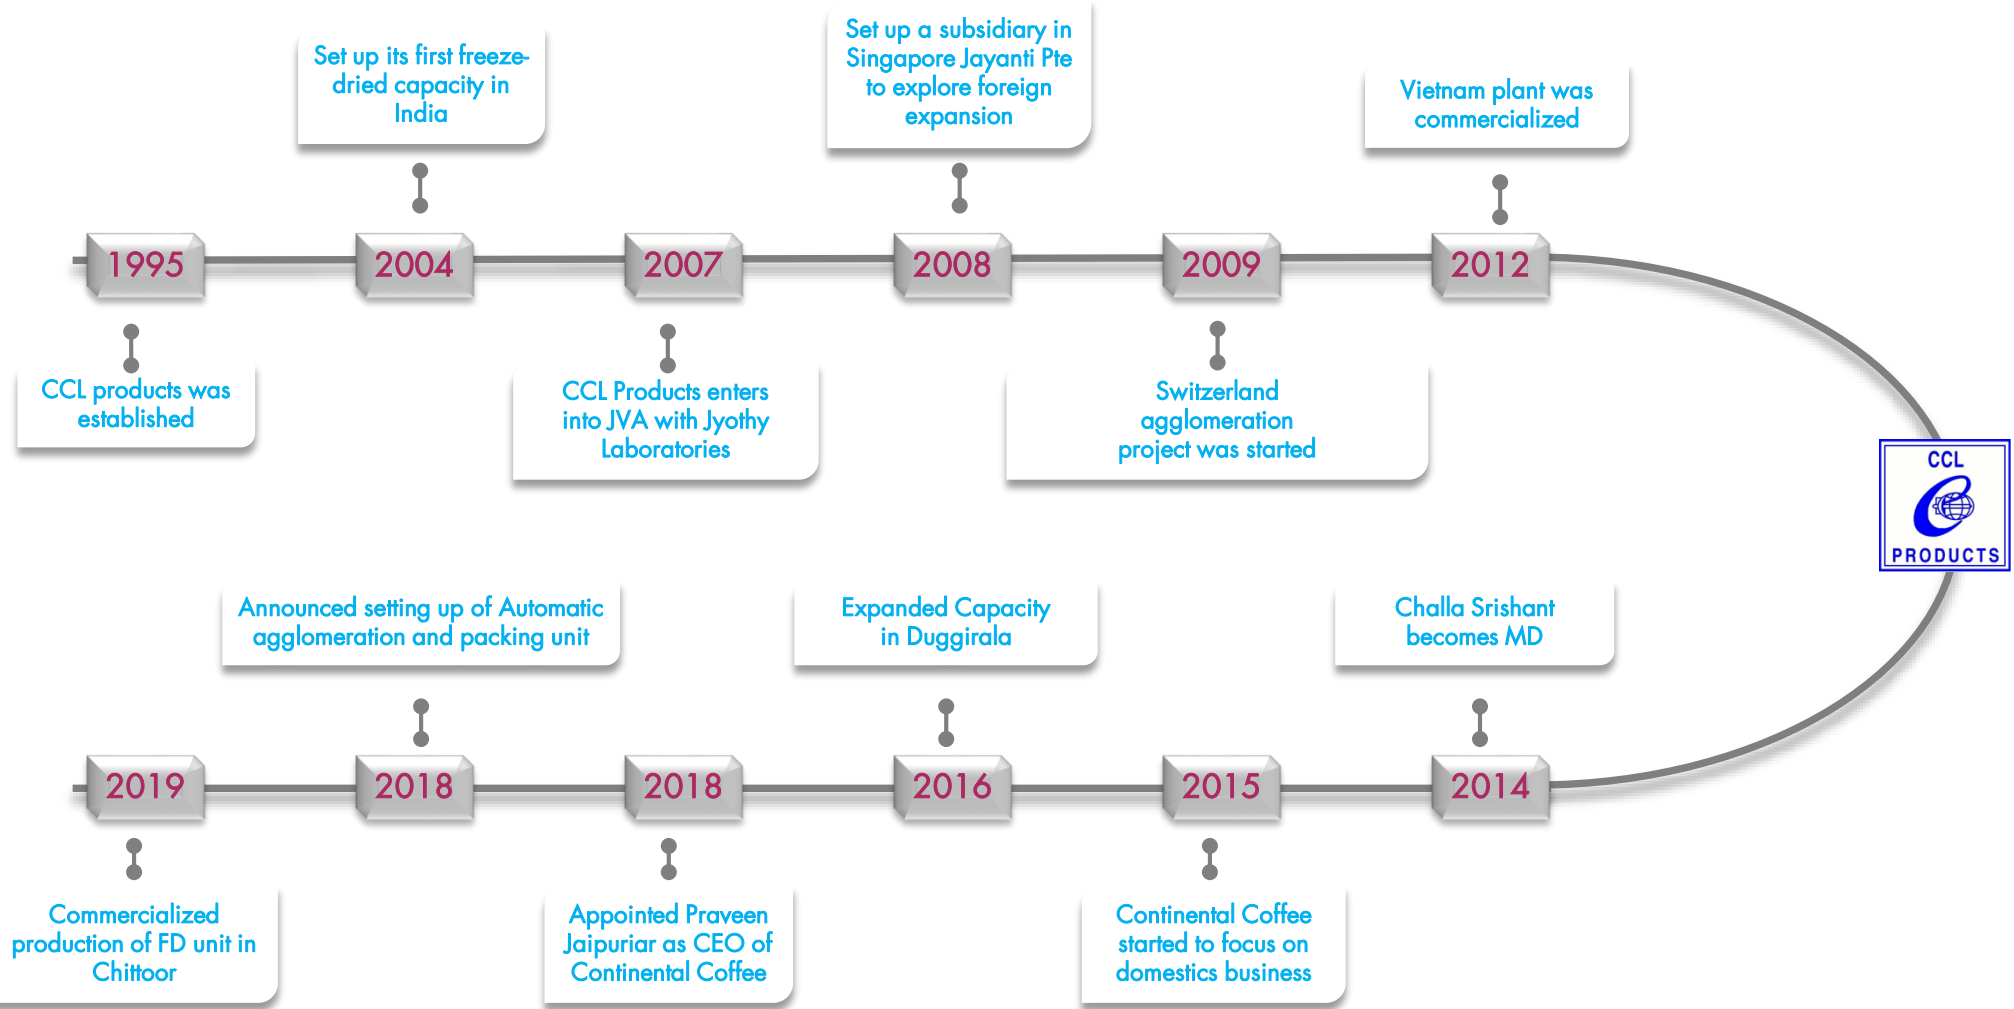 Set up its first freeze-
dried capacity in
India
Set up a subsidiary in
Singapore Jayanti Pte
to explore foreign
expansion
Vietnam plant was
commercialized
1995
2004
2007
2008
2009
2012
CCL products was
established
CCL Products enters
into JVA with Jyothy
Laboratories
Switzerland
agglomeration
project was started
CCL
PRODUCTS
Announced setting up of Automatic
agglomeration and packing unit
Expanded Capacity
in Duggirala
Challa Srishant
becomes MD
2019
2018
2018
2016
2015
2014
Commercialized
production of FD unit in
Chittoor
Appointed Praveen
Jaipuriar as CEO of
Continental Coffee
Continental Coffee
started to focus on
domestics business